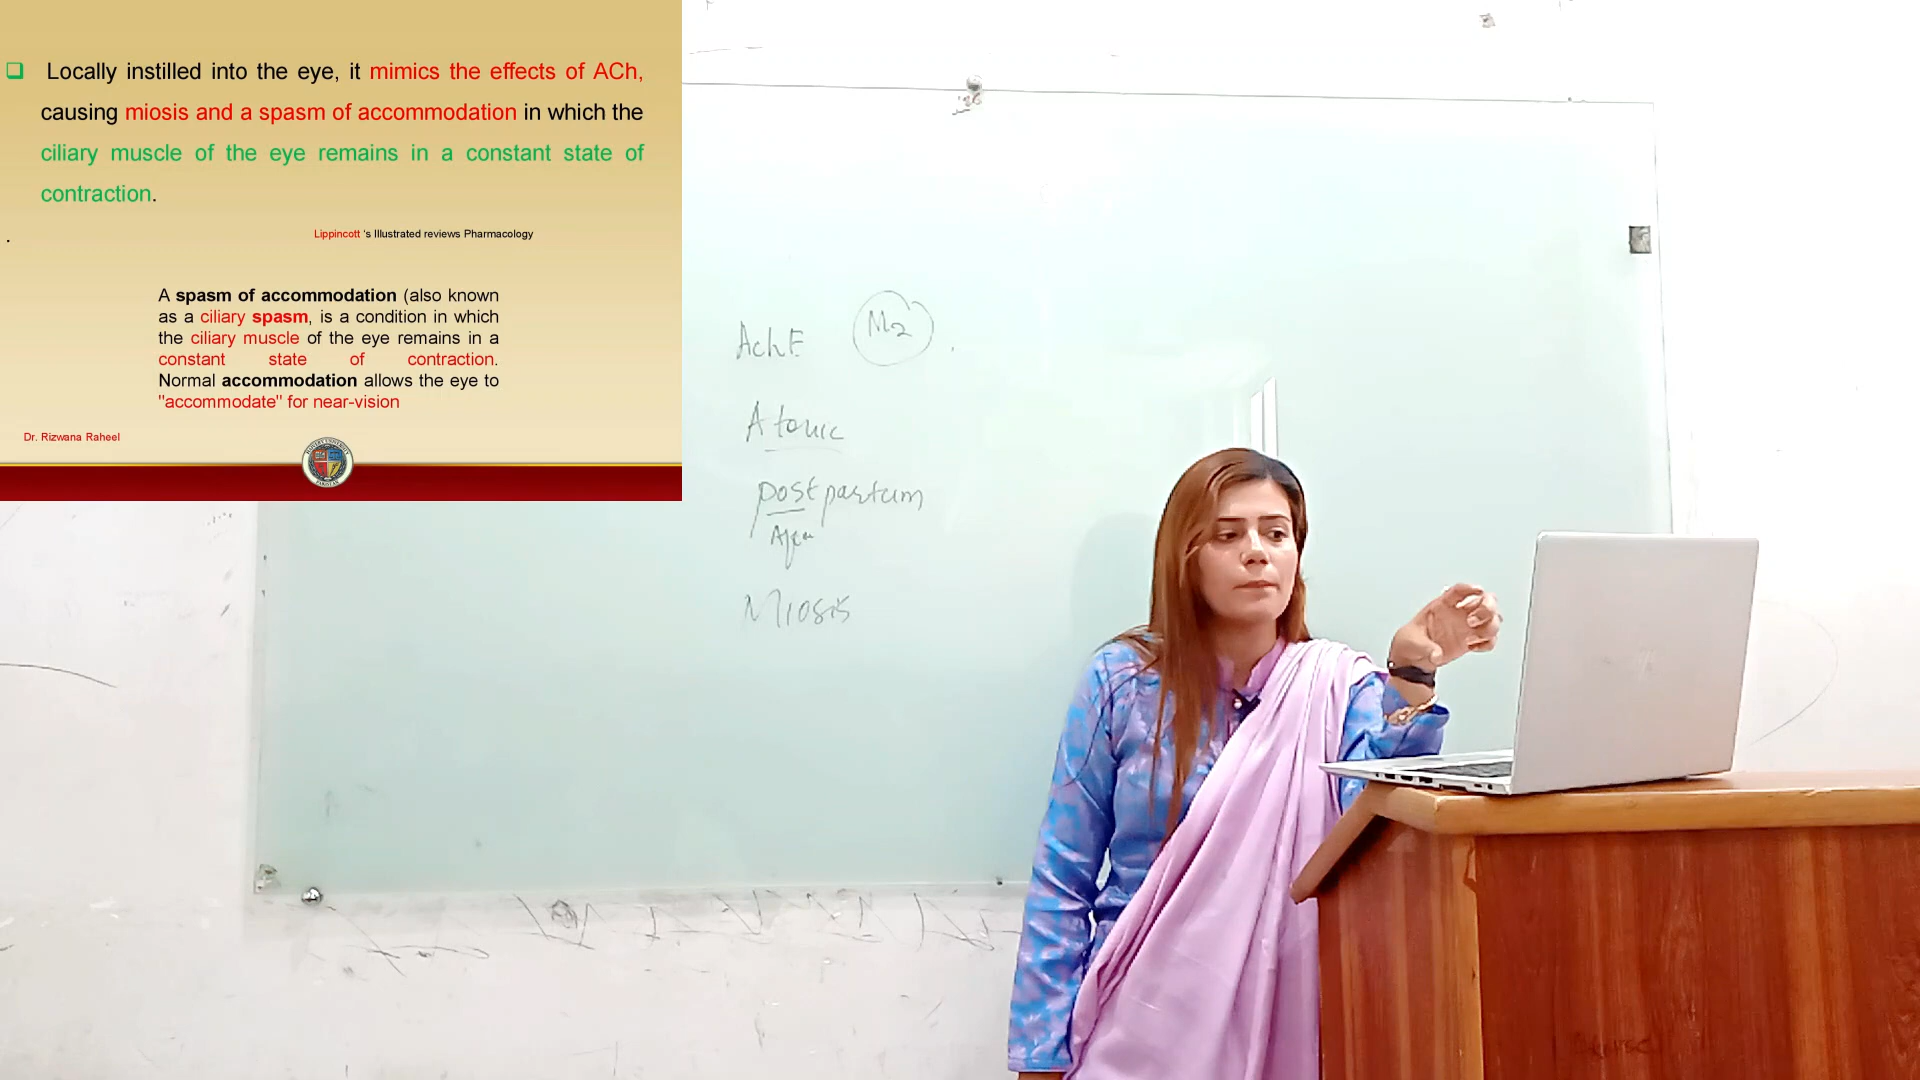 Locally instilled into the eye, it mimics the effects of ACh,
causing miosis and a spasm of accommodation in which the
ciliary muscle of the eye remains in a constant state of
contraction.
Lippincott 's Illustrated reviews Pharmacology
A spasm of accommodation (also known
as a ciliary spasm, is a condition in which
the ciliary muscle of the eye remains in a
constant state of contraction.
Normal accommodation allows the eye to
"accommodate" for near-vision
Dr. Rizwana Raheel
AchE M2
Atonic
postpartum
Miosis